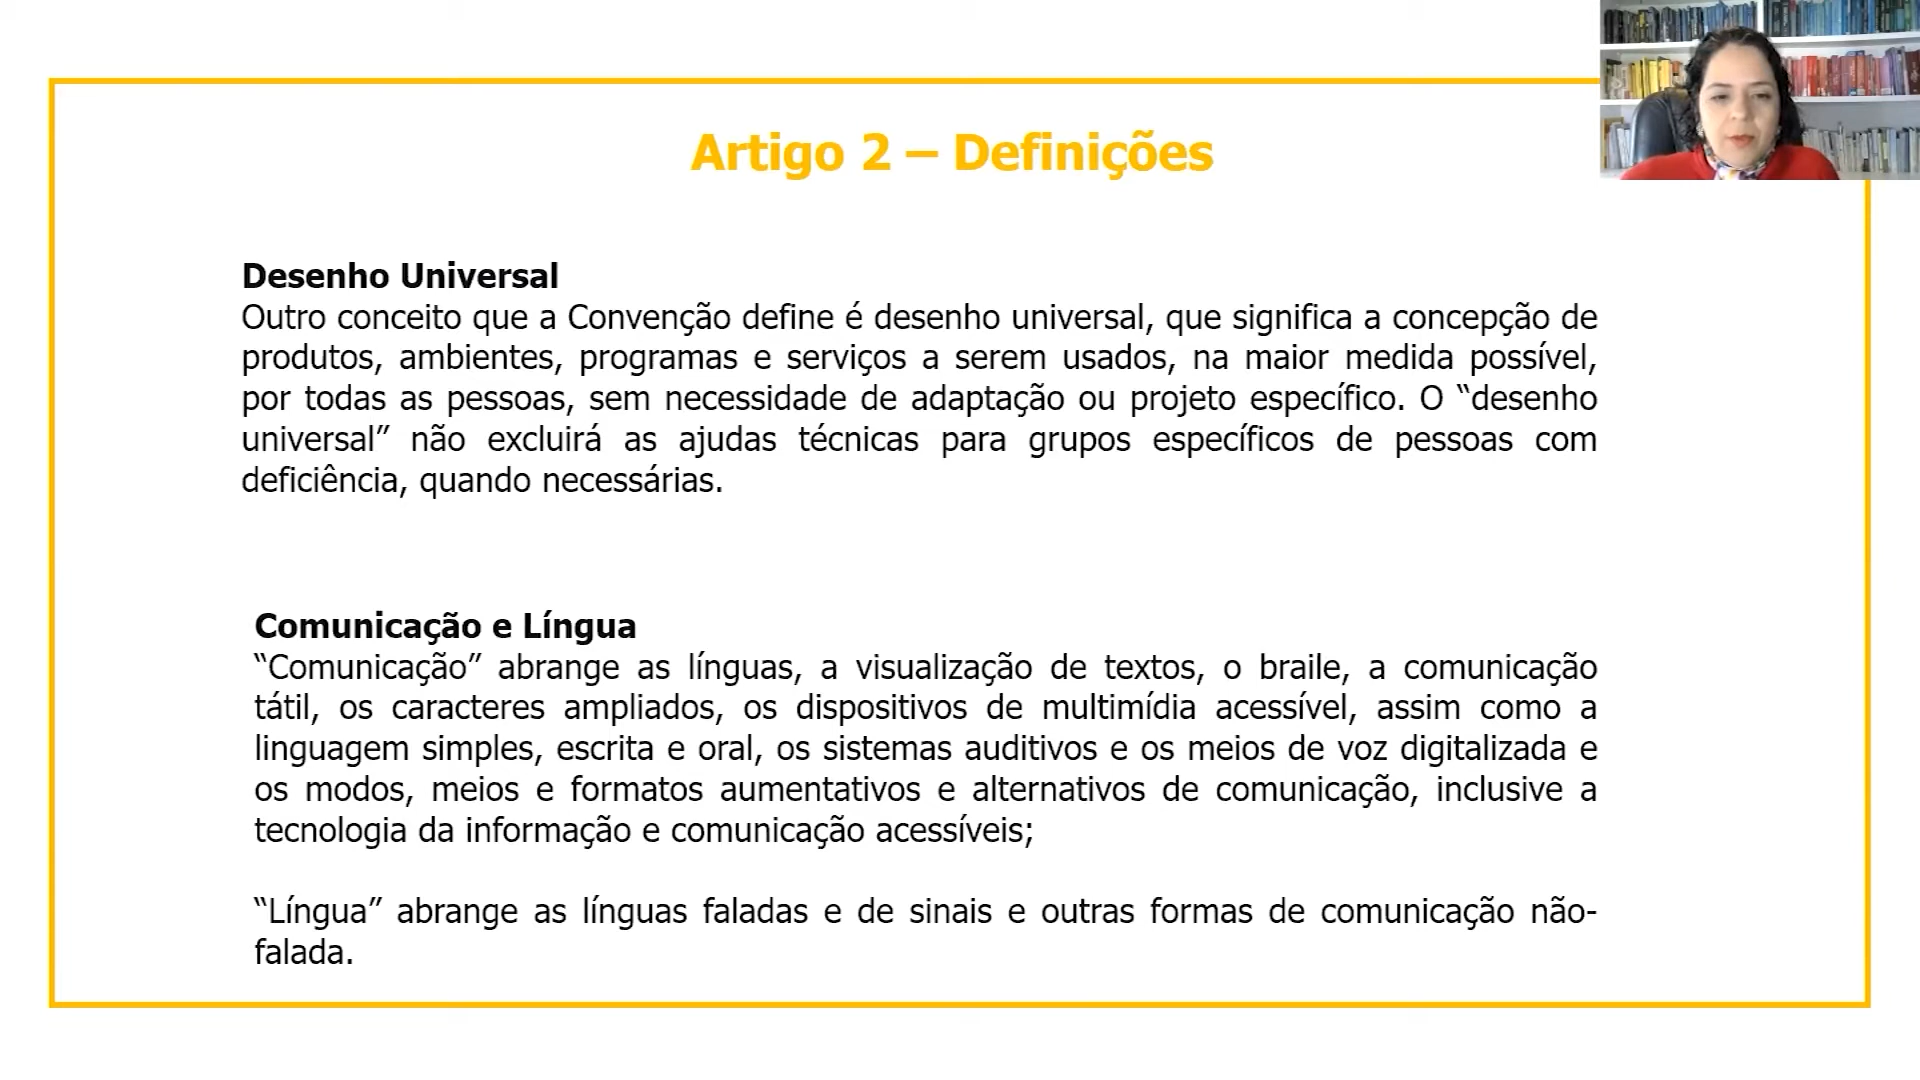 Artigo 2 – Definições
Desenho Universal
Outro conceito que a Convenção define é desenho universal, que significa a concepção de
produtos, ambientes, programas e serviços a serem usados, na maior medida possível,
por todas as pessoas, sem necessidade de adaptação ou projeto específico. O “desenho
universal” não excluirá as ajudas técnicas para grupos específicos de pessoas com
deficiência, quando necessárias.
Comunicação e Língua
“Comunicação” abrange as línguas, a visualização de textos, o braile, a comunicação
tátil, os caracteres ampliados, os dispositivos de multimídia acessível, assim como a
linguagem simples, escrita e oral, os sistemas auditivos e os meios de voz digitalizada e
os modos, meios e formatos aumentativos e alternativos de comunicação, inclusive a
tecnologia da informação e comunicação acessíveis;
“Língua” abrange as línguas faladas e de sinais e outras formas de comunicação não-
falada.